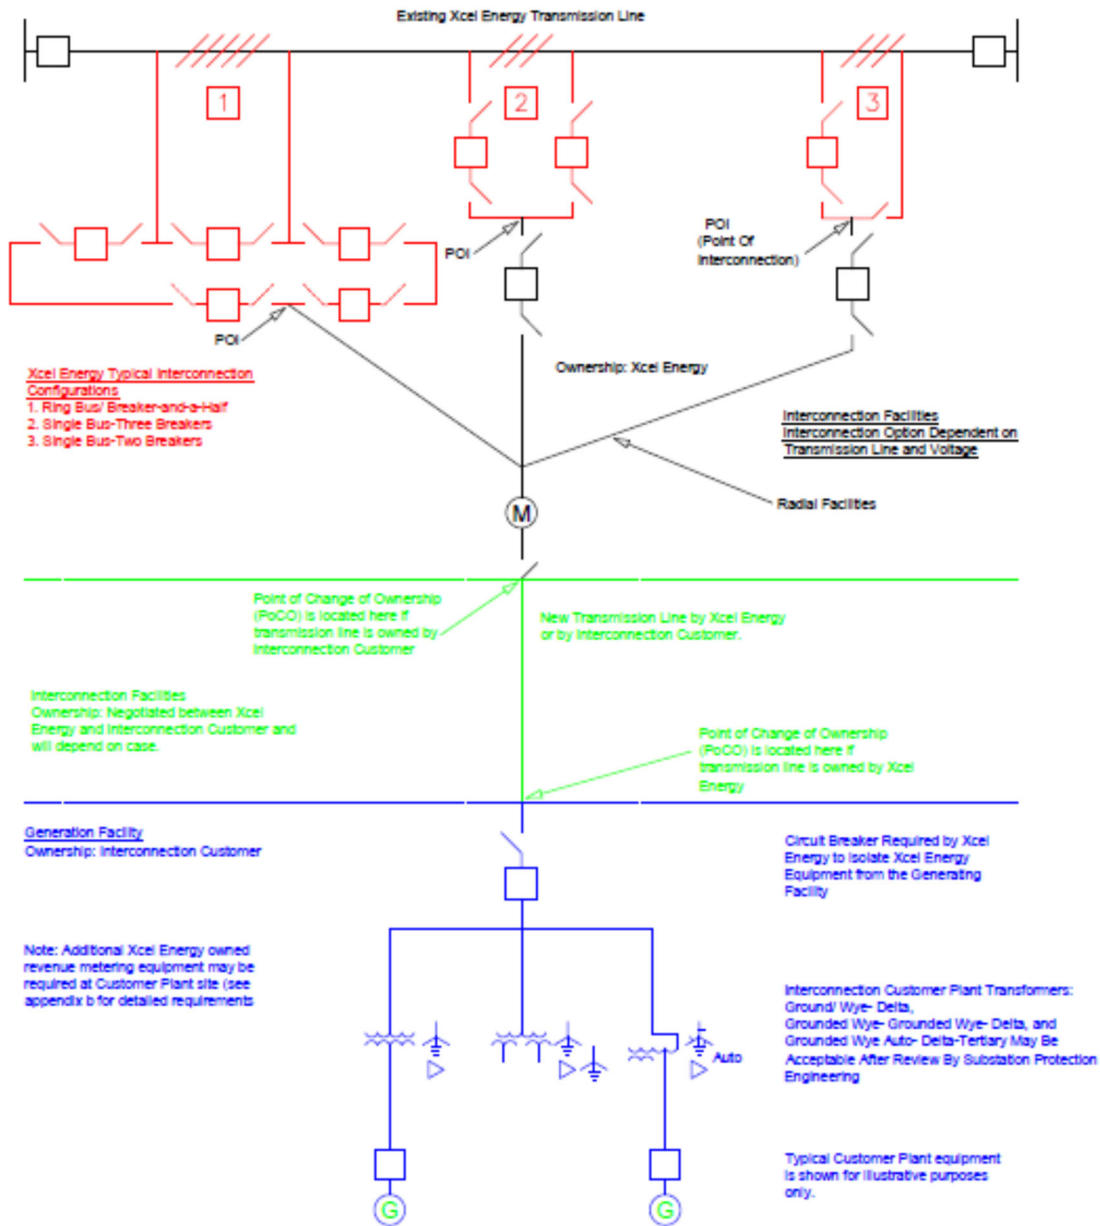 Existing Xcel Energy Transmission Line
1
2
3
POI
POI
(Point Of
Interconnection)
POI
Xcel Energy Typical Interconnection
Configurations
1. Ring Bus/ Breaker-and-a-Half
2. Single Bus-Three Breakers
3. Single Bus-Two Breakers
Ownership: Xcel Energy
Interconnection Facilities
Interconnection Option Dependent on
Transmission Line and Voltage
Radial Facilities
M
Point of Change of Ownership
(PoCO) is located here if
transmission line is owned by
Interconnection Customer
New Transmission Line by Xcel Energy
or by Interconnection Customer.
Interconnection Facilities
Ownership: Negotiated between Xcel
Energy and Interconnection Customer and
will depend on case.
Point of Change of Ownership
(PoCO) is located here if
transmission line is owned by Xcel
Energy
Generation Facility
Ownership: Interconnection Customer
Circuit Breaker Required by Xcel
Energy to Isolate Xcel Energy
Equipment from the Generating
Facility
Note: Additional Xcel Energy owned
revenue metering equipment may be
required at Customer Plant site (see
appendix b for detailed requirements
Interconnection Customer Plant Transformers:
Ground/ Wye- Delta,
Grounded Wye- Grounded Wye- Delta, and
Grounded Wye Auto- Delta-Tertiary May Be
Acceptable After Review By Substation Protection
Engineering
Auto
Typical Customer Plant equipment
is shown for illustrative purposes
only.
G
G